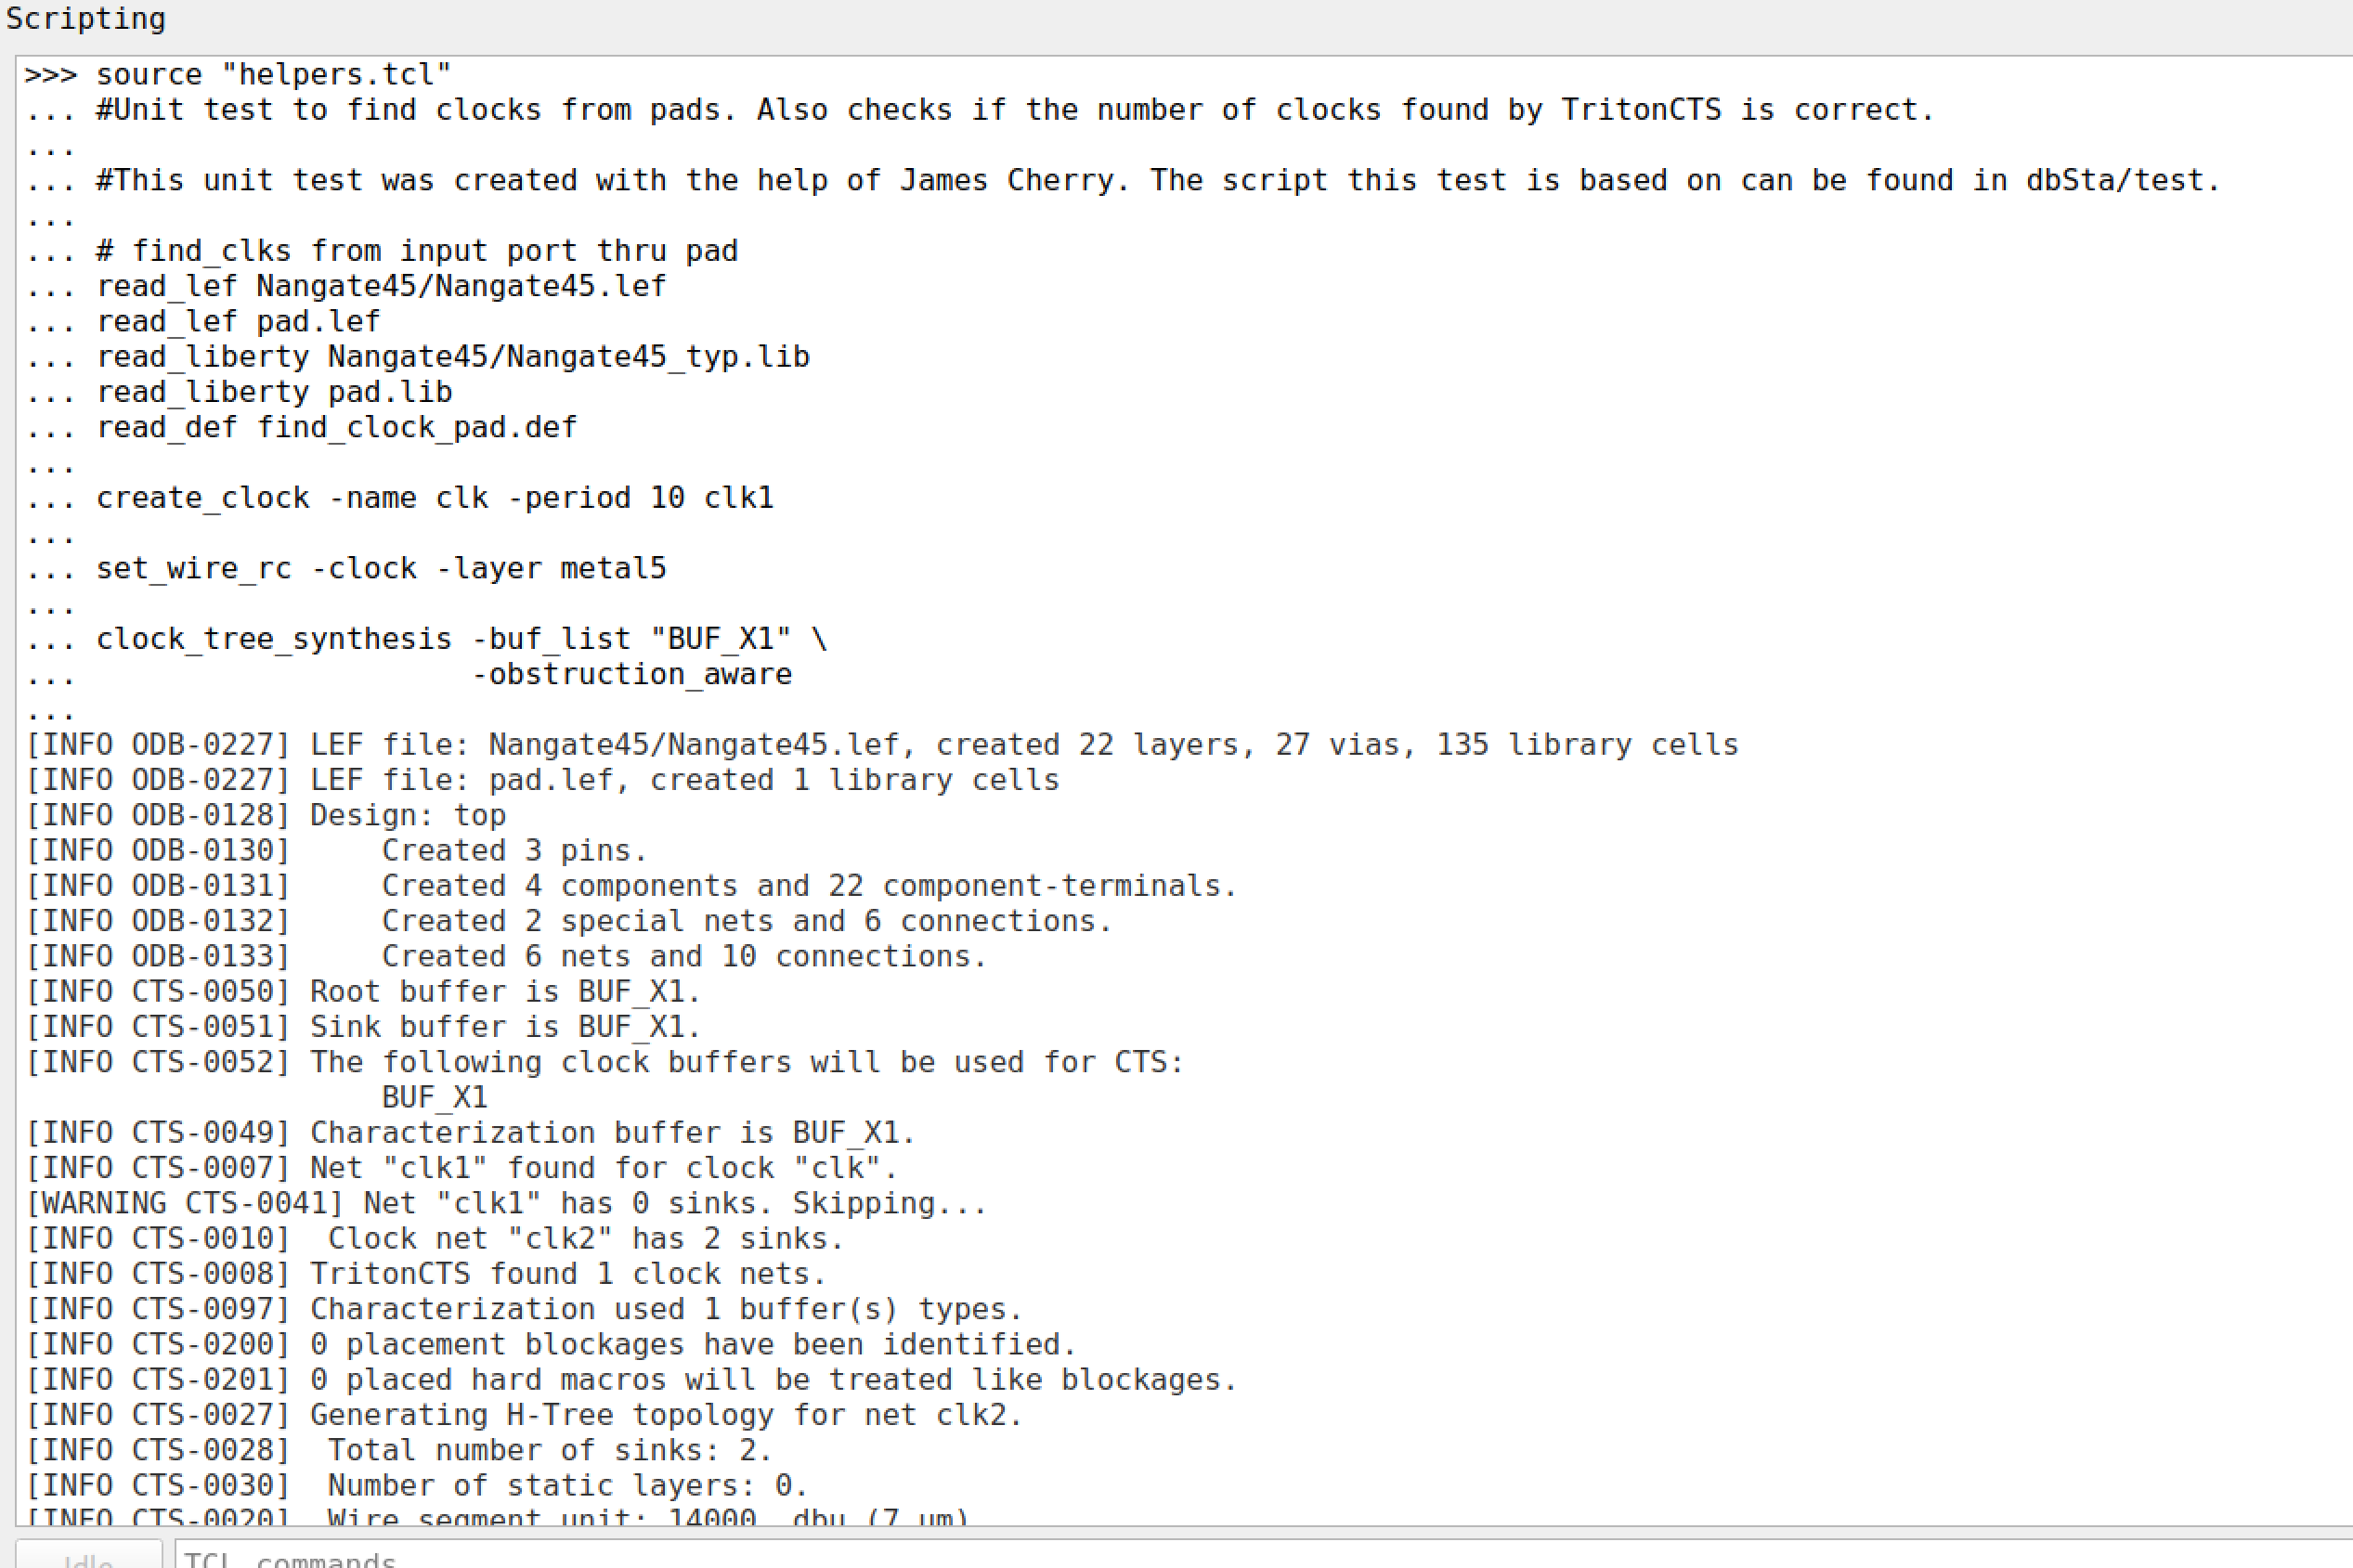 Scripting
>>> source "helpers.tcl"
... #Unit test to find clocks from pads. Also checks if the number of clocks found by TritonCTS is correct.
...
... #This unit test was created with the help of James Cherry. The script this test is based on can be found in dbSta/test.
...
... # find_clks from input port thru pad
... read_lef Nangate45/Nangate45.lef
... read_lef pad.lef
... read_liberty Nangate45/Nangate45_typ.lib
... read_liberty pad.lib
... read_def find_clock_pad.def
...
... create_clock -name clk -period 10 clk1
...
... set_wire_rc -clock -layer metal5
...
... clock_tree_synthesis -buf_list "BUF_X1" \
...                      -obstruction_aware
...
[INFO ODB-0227] LEF file: Nangate45/Nangate45.lef, created 22 layers, 27 vias, 135 library cells
[INFO ODB-0227] LEF file: pad.lef, created 1 library cells
[INFO ODB-0128] Design: top
[INFO ODB-0130]     Created 3 pins.
[INFO ODB-0131]     Created 4 components and 22 component-terminals.
[INFO ODB-0132]     Created 2 special nets and 6 connections.
[INFO ODB-0133]     Created 6 nets and 10 connections.
[INFO CTS-0050] Root buffer is BUF_X1.
[INFO CTS-0051] Sink buffer is BUF_X1.
[INFO CTS-0052] The following clock buffers will be used for CTS:
                    BUF_X1
[INFO CTS-0049] Characterization buffer is BUF_X1.
[INFO CTS-0007] Net "clk1" found for clock "clk".
[WARNING CTS-0041] Net "clk1" has 0 sinks. Skipping...
[INFO CTS-0010]  Clock net "clk2" has 2 sinks.
[INFO CTS-0008] TritonCTS found 1 clock nets.
[INFO CTS-0097] Characterization used 1 buffer(s) types.
[INFO CTS-0200] 0 placement blockages have been identified.
[INFO CTS-0201] 0 placed hard macros will be treated like blockages.
[INFO CTS-0027] Generating H-Tree topology for net clk2.
[INFO CTS-0028]  Total number of sinks: 2.
[INFO CTS-0030]  Number of static layers: 0.
[INFO CTS-0020]  Wire segment unit: 14000  dbu (7 um)
Idle
TCL commands